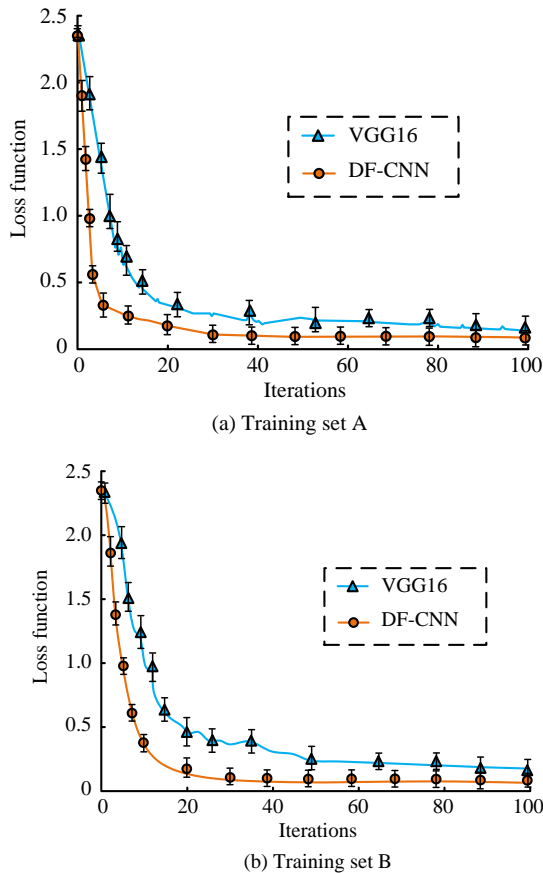 2.5
2.0
1.5
1.0
0.5
0
Loss function
VGG16
DF-CNN
0 20 40 60 80 100
Iterations
(a) Training set A
2.5
2.0
1.5
1.0
0.5
0
Loss function
VGG16
DF-CNN
0 20 40 60 80 100
Iterations
(b) Training set B